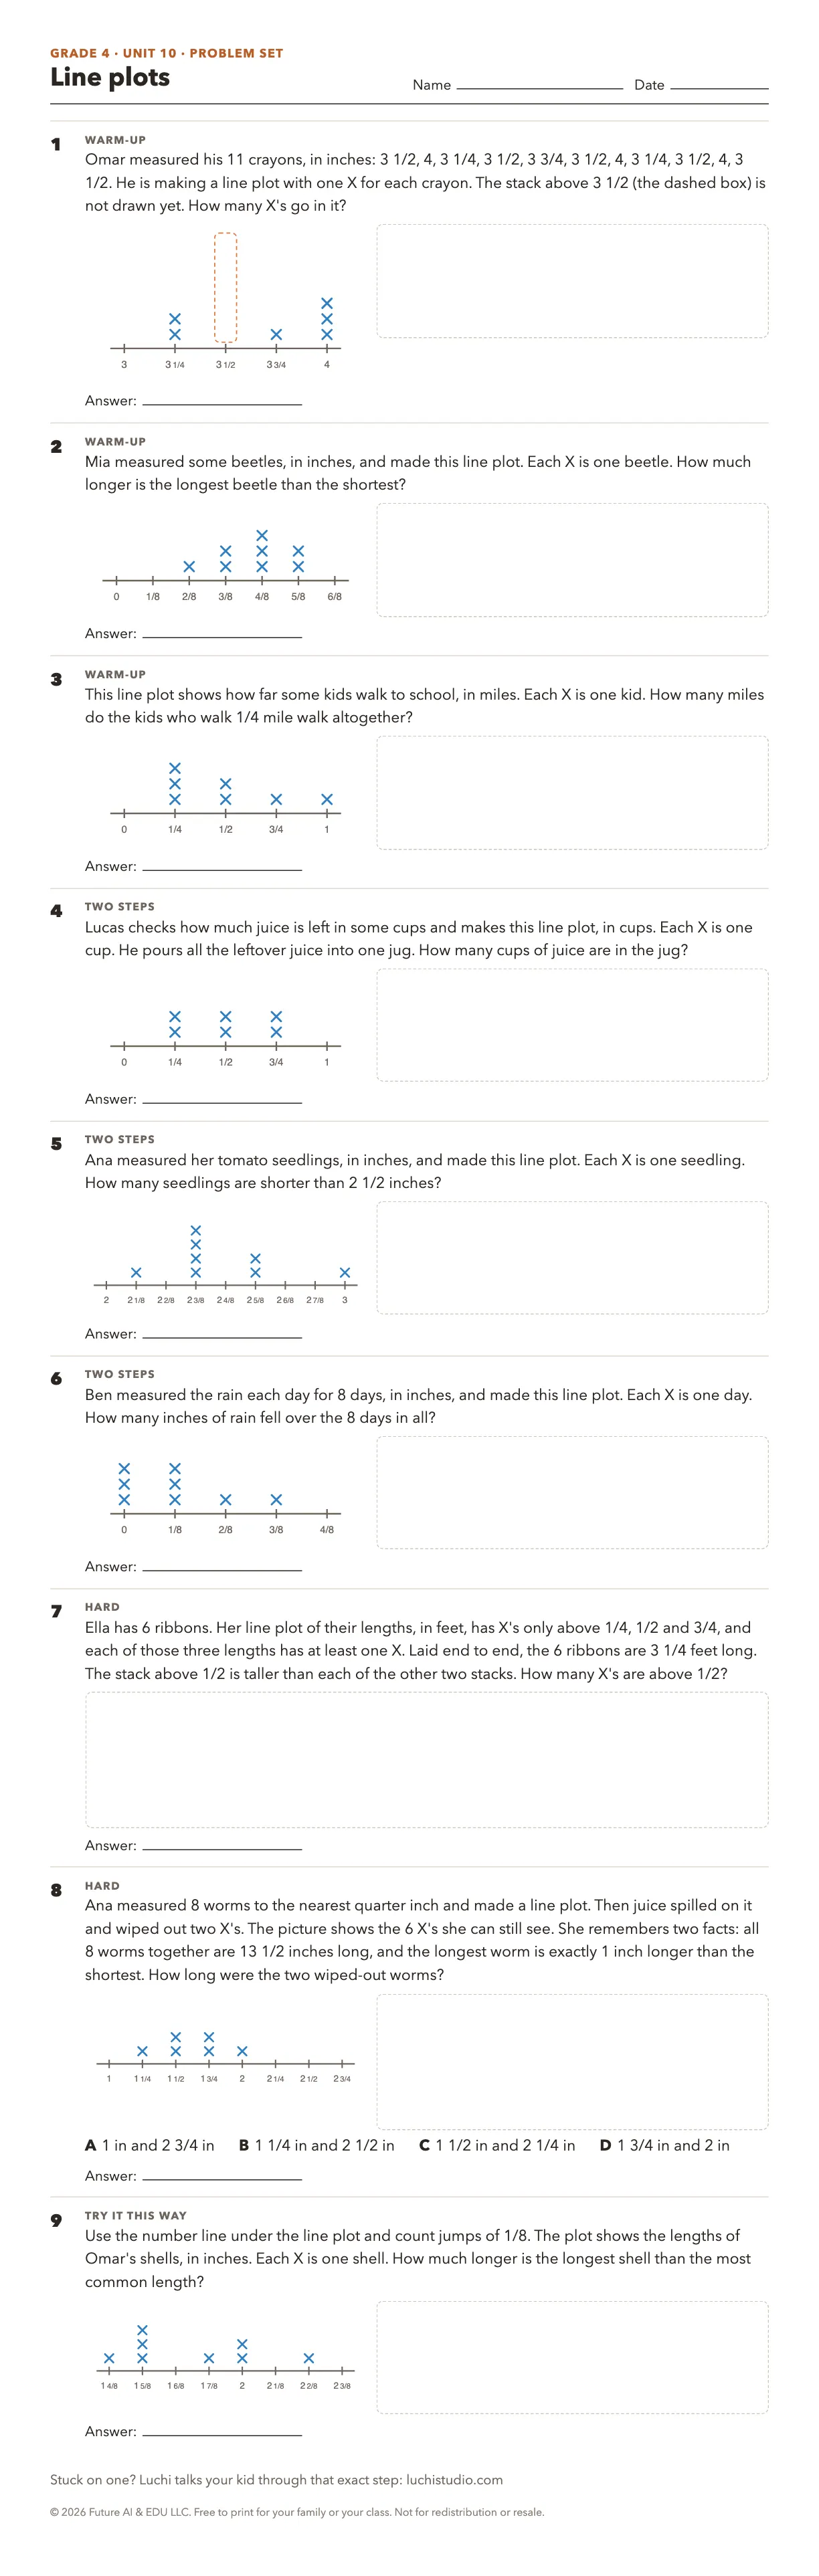 GRADE 4 · UNIT 10 · PROBLEM SET
Line plots
Name
Date
1
WARM-UP
Omar measured his 11 crayons, in inches: 3 1/2, 4, 3 1/4, 3 1/2, 3 3/4, 3 1/2, 4, 3 1/4, 3 1/2, 4, 3
1/2. He is making a line plot with one X for each crayon. The stack above 3 1/2 (the dashed box) is
not drawn yet. How many X's go in it?
3 3 1/4 3 1/2 3 3/4 4
Answer:
2
WARM-UP
Mia measured some beetles, in inches, and made this line plot. Each X is one beetle. How much
longer is the longest beetle than the shortest?
0 1/8 2/8 3/8 4/8 5/8 6/8
Answer:
3
WARM-UP
This line plot shows how far some kids walk to school, in miles. Each X is one kid. How many miles
do the kids who walk 1/4 mile walk altogether?
0 1/4 1/2 3/4 1
Answer:
4
TWO STEPS
Lucas checks how much juice is left in some cups and makes this line plot, in cups. Each X is one
cup. He pours all the leftover juice into one jug. How many cups of juice are in the jug?
0 1/4 1/2 3/4 1
Answer:
5
TWO STEPS
Ana measured her tomato seedlings, in inches, and made this line plot. Each X is one seedling.
How many seedlings are shorter than 2 1/2 inches?
2 2 1/8 2 2/8 2 3/8 2 4/8 2 5/8 2 6/8 2 7/8 3
Answer:
6
TWO STEPS
Ben measured the rain each day for 8 days, in inches, and made this line plot. Each X is one day.
How many inches of rain fell over the 8 days in all?
0 1/8 2/8 3/8 4/8
Answer:
7
HARD
Ella has 6 ribbons. Her line plot of their lengths, in feet, has X's only above 1/4, 1/2 and 3/4, and
each of those three lengths has at least one X. Laid end to end, the 6 ribbons are 3 1/4 feet long.
The stack above 1/2 is taller than each of the other two stacks. How many X's are above 1/2?
Answer:
8
HARD
Ana measured 8 worms to the nearest quarter inch and made a line plot. Then juice spilled on it
and wiped out two X's. The picture shows the 6 X's she can still see. She remembers two facts: all
8 worms together are 13 1/2 inches long, and the longest worm is exactly 1 inch longer than the
shortest. How long were the two wiped-out worms?
1 1 1/4 1 1/2 1 3/4 2 2 1/4 2 1/2 2 3/4
A 1 in and 2 3/4 in B 1 1/4 in and 2 1/2 in C 1 1/2 in and 2 1/4 in D 1 3/4 in and 2 in
Answer:
9
TRY IT THIS WAY
Use the number line under the line plot and count jumps of 1/8. The plot shows the lengths of
Omar's shells, in inches. Each X is one shell. How much longer is the longest shell than the most
common length?
1 4/8 1 5/8 1 6/8 1 7/8 2 2 1/8 2 2/8 2 3/8
Answer:
Stuck on one? Luchi talks your kid through that exact step: luchistudio.com
© 2026 Future AI & EDU LLC. Free to print for your family or your class. Not for redistribution or resale.